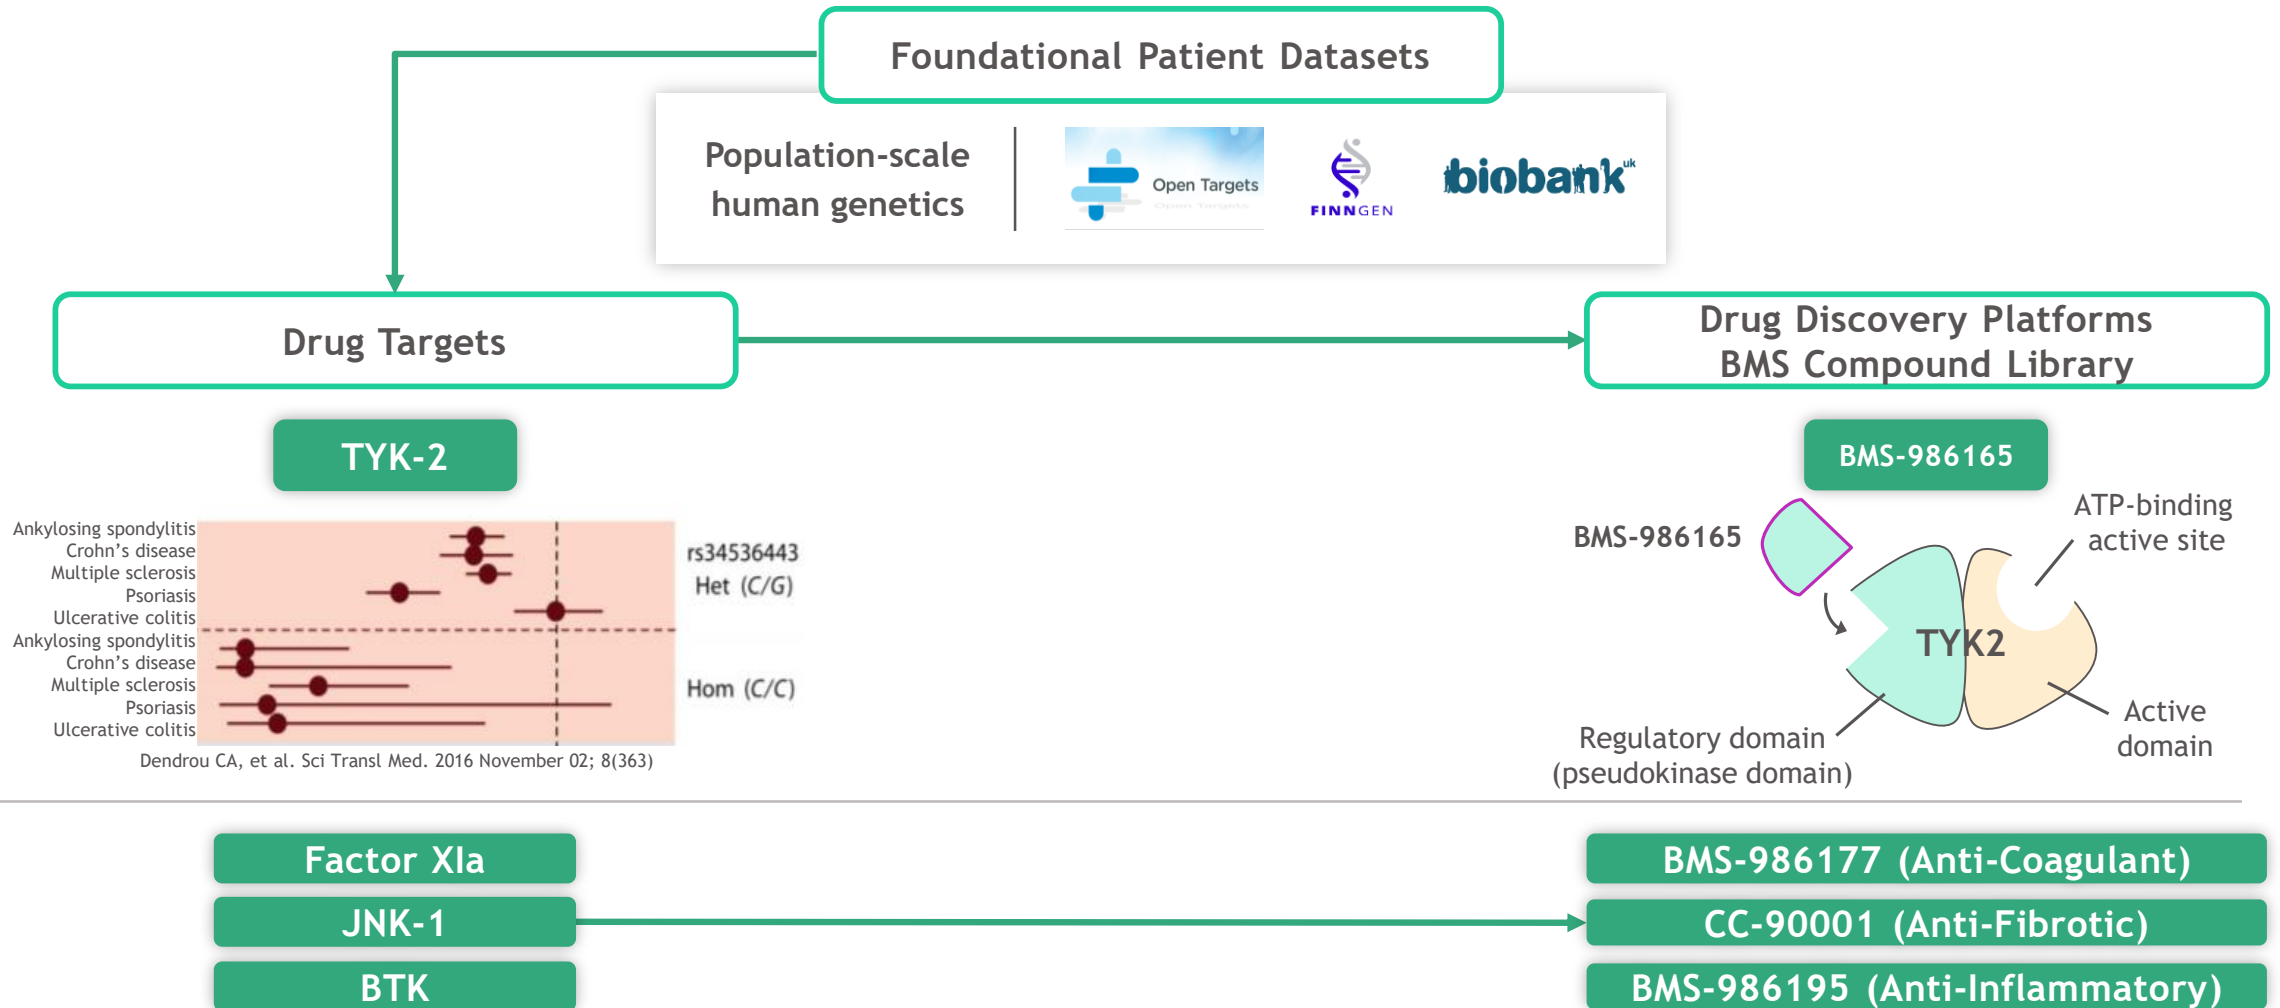 Foundational Patient Datasets
Population-scale
human genetics
Open Targets
FINNGEN
biobank uk
Drug Targets
Drug Discovery Platforms
BMS Compound Library
TYK-2
Ankylosing spondylitis
Crohn's disease
Multiple sclerosis
Psoriasis
Ulcerative colitis
rs34536443
Het (C/G)
Ankylosing spondylitis
Crohn's disease
Multiple sclerosis
Psoriasis
Ulcerative colitis
Hom (C/C)
Dendrou CA, et al. Sci Transl Med. 2016 November 02; 8(363)
BMS-986165
BMS-986165
ATP-binding
active site
TYK2
Regulatory domain
(pseudokinase domain)
Active
domain
Factor XIa
BMS-986177 (Anti-Coagulant)
JNK-1
CC-90001 (Anti-Fibrotic)
BTK
BMS-986195 (Anti-Inflammatory)